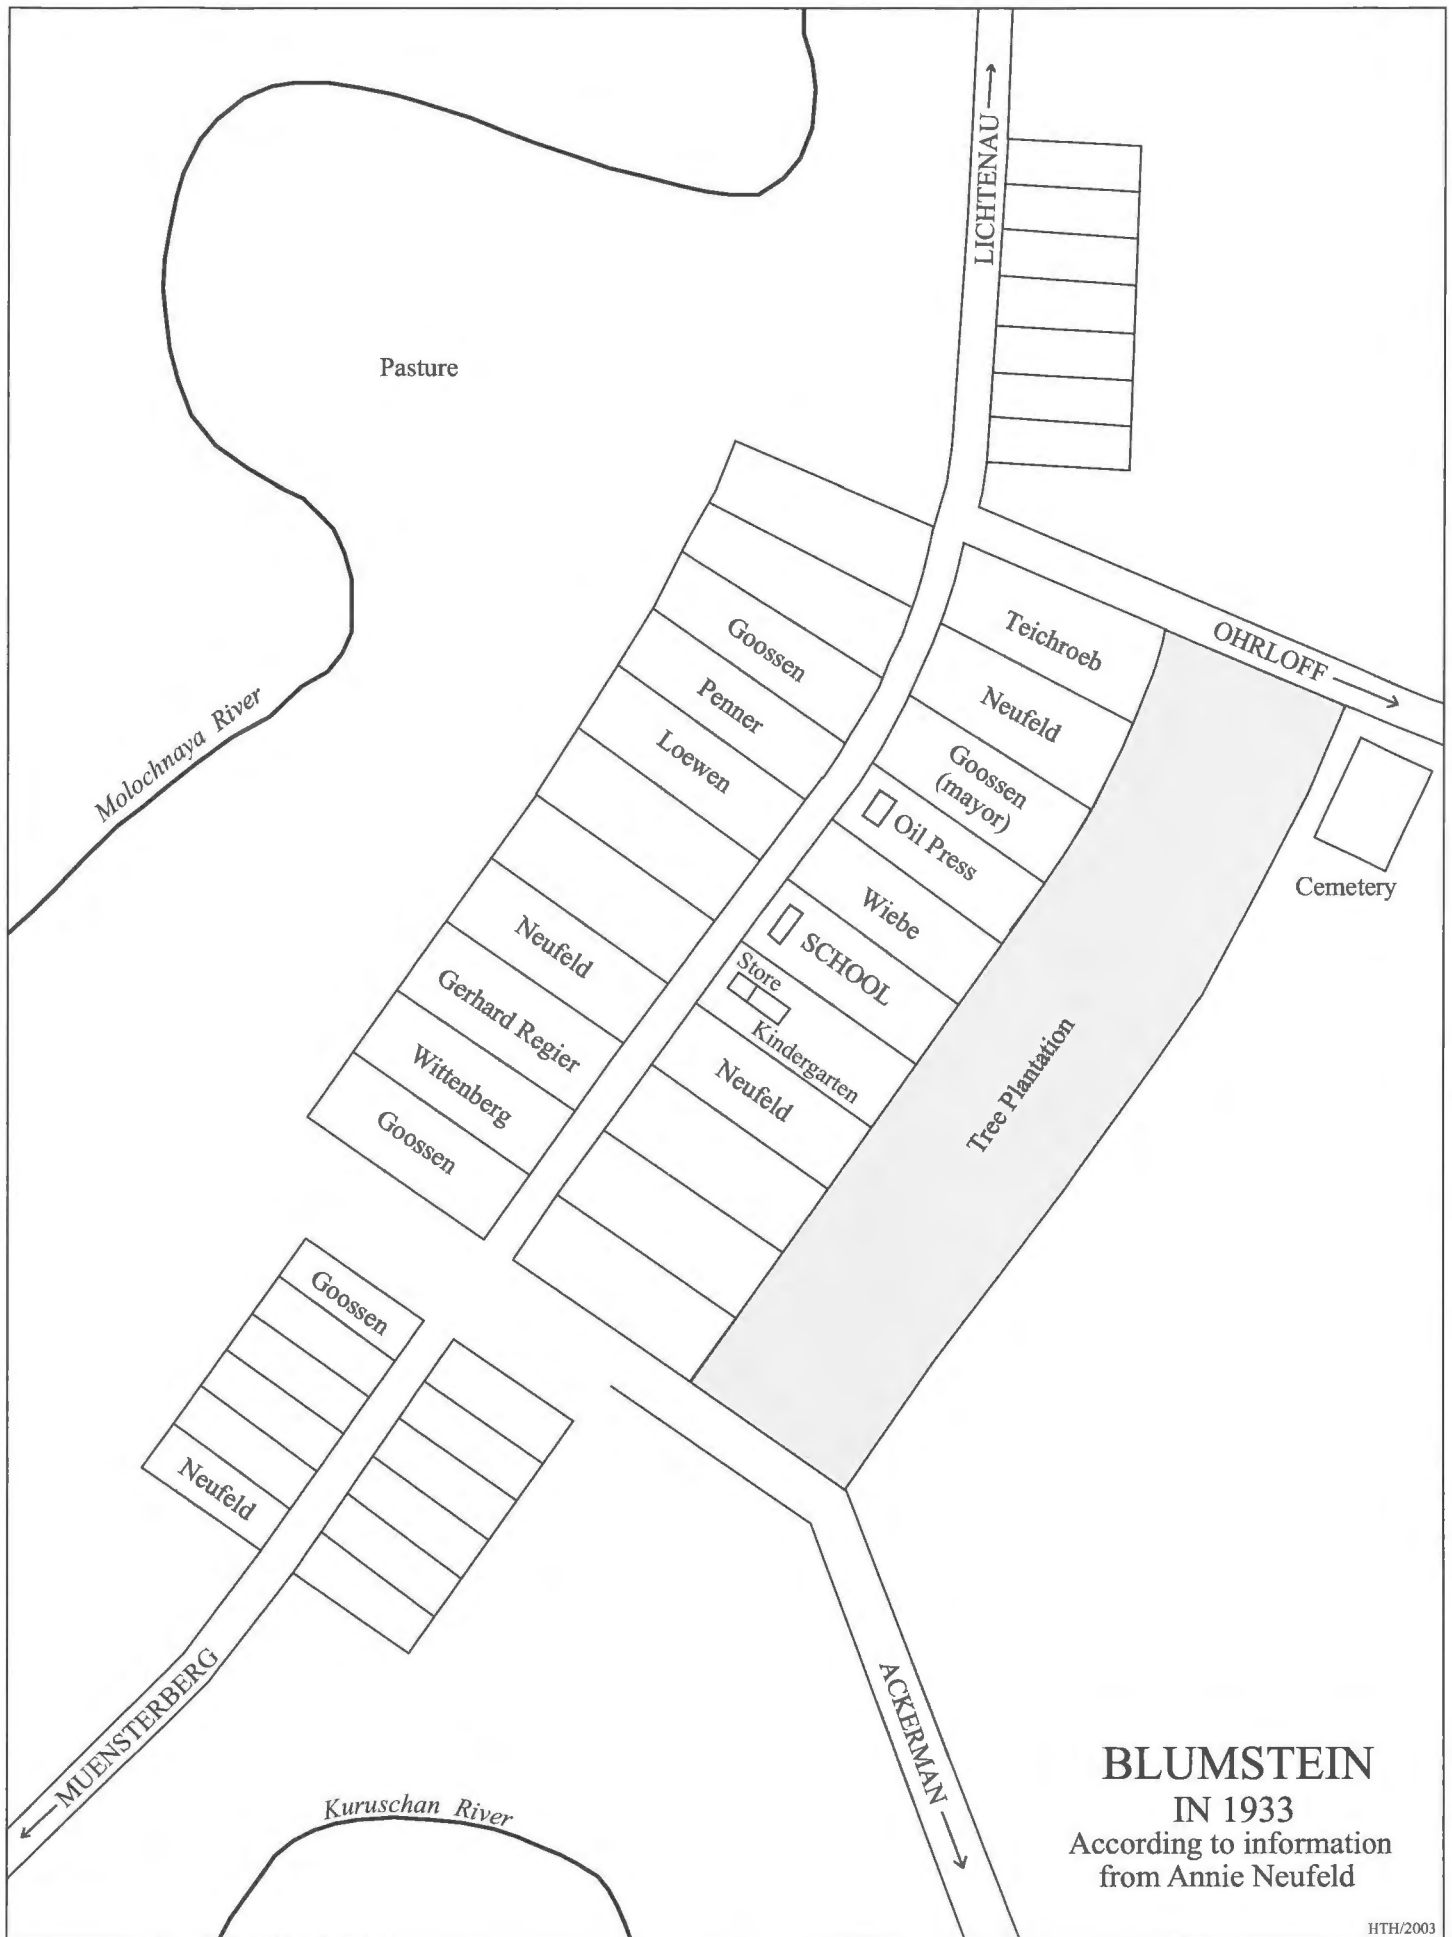 LICHTENAU
Pasture
Goossen
Penner
Loewen
Teichroeb
OHRLOFF
Neufeld
Goossen
(mayor)
Oil Press
Wiebe
SCHOOL
Store
Kindergarten
Neufeld
Cemetery
Molochnaya River
Neufeld
Gerhard Regier
Wittenberg
Goossen
Tree Plantation
Goossen
Neufeld
MUENSTERBERG
ACKERMAN
Kuruschan River
BLUMSTEIN
IN 1933
According to information
from Annie Neufeld
HTH/2003